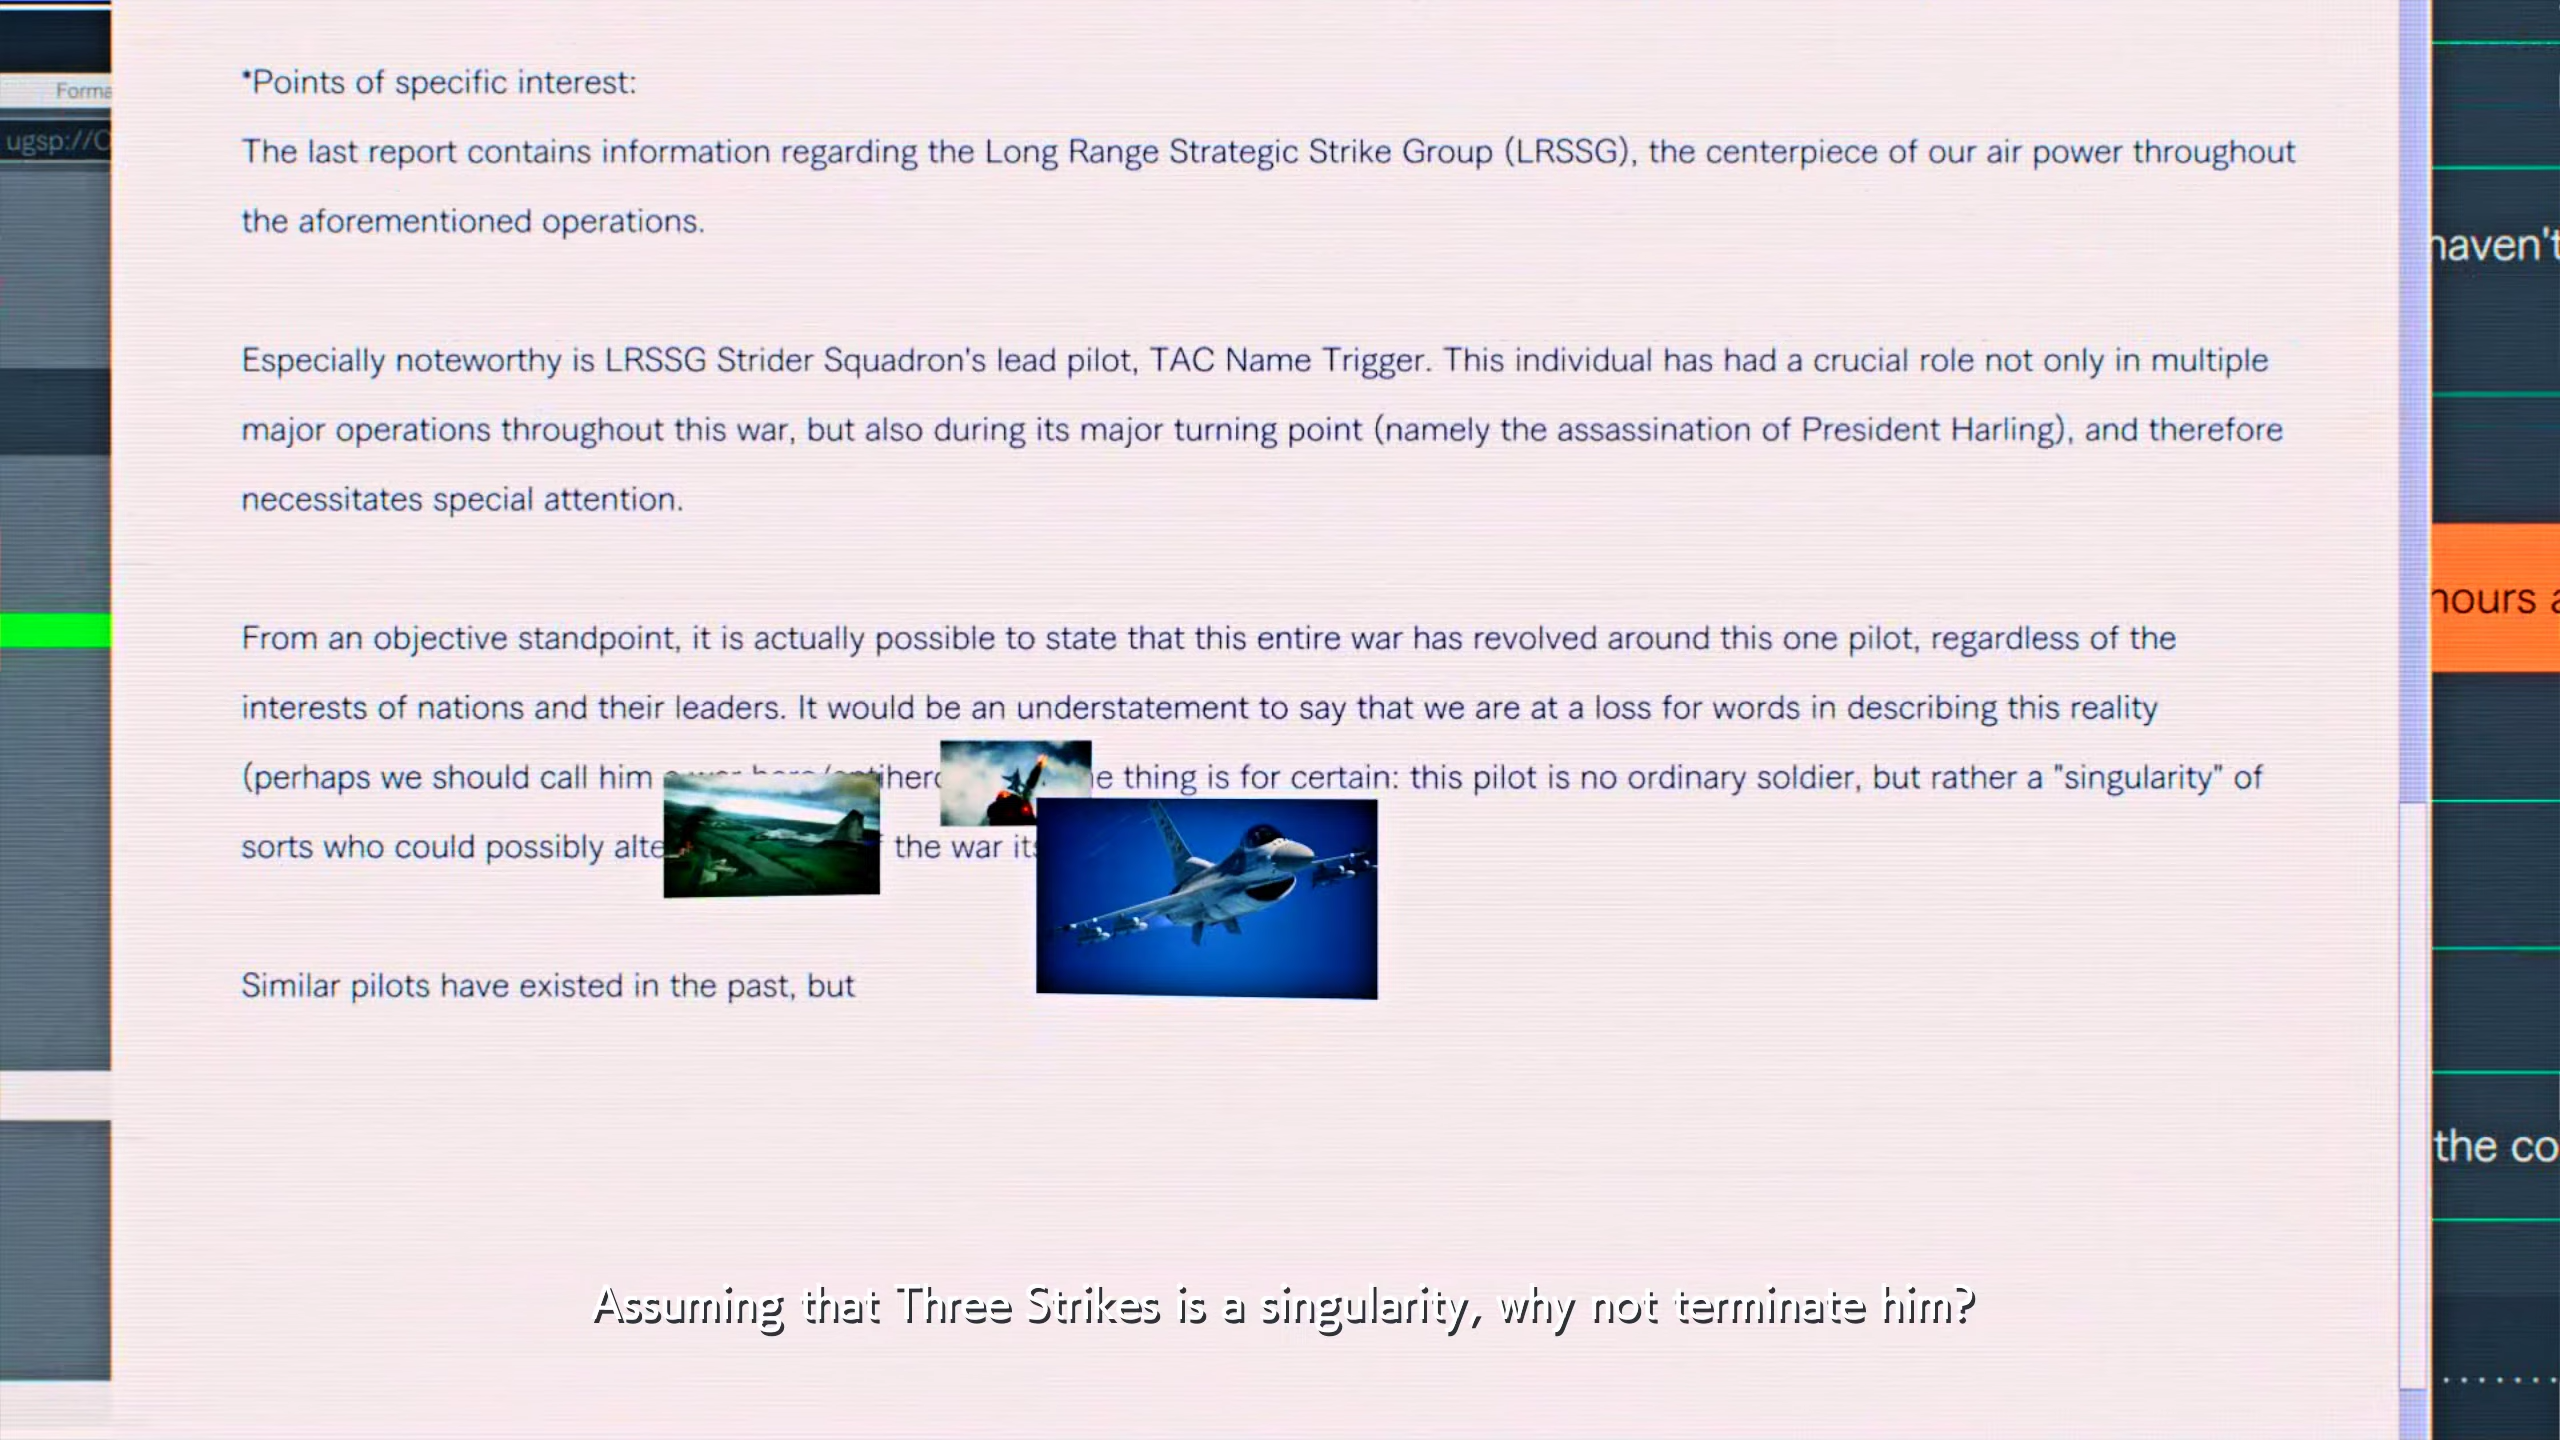 Forma
ugsp://C
*Points of specific interest:
The last report contains information regarding the Long Range Strategic Strike Group (LRSSG), the centerpiece of our air power throughout
the aforementioned operations.
Especially noteworthy is LRSSG Strider Squadron's lead pilot, TAC Name Trigger. This individual has had a crucial role not only in multiple
major operations throughout this war, but also during its major turning point (namely the assassination of President Harling), and therefore
necessitates special attention.
From an objective standpoint, it is actually possible to state that this entire war has revolved around this one pilot, regardless of the
interests of nations and their leaders. It would be an understatement to say that we are at a loss for words in describing this reality
(perhaps we should call him thing is for certain: this pilot is no ordinary soldier, but rather a "singularity" of
sorts who could possibly alte the war its
Similar pilots have existed in the past, but
haven't
hours a
the co
Assuming that Three Strikes is a singularity, why not terminate him?